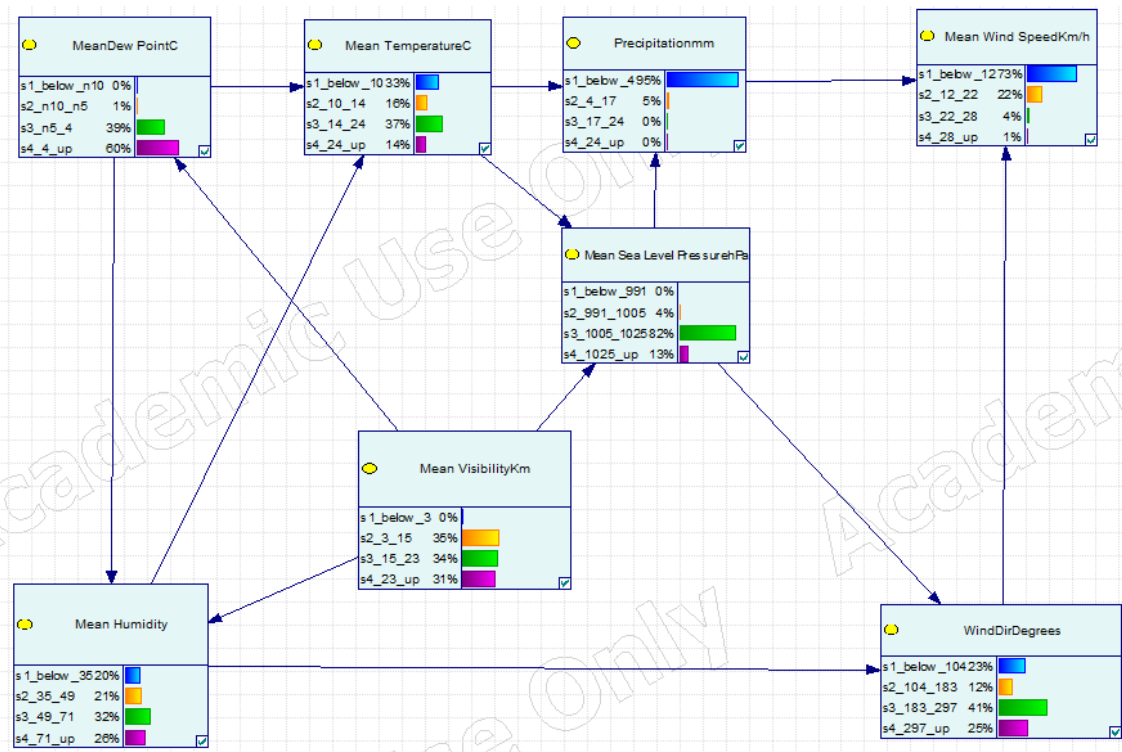 MeanDew PointC
s1_below_n10 0%
s2_n10_n5 1%
s3_n5_4 39%
s4_4_up 60%
Mean TemperatureC
s1_below_10 33%
s2_10_14 16%
s3_14_24 37%
s4_24_up 14%
Precipitationmm
s1_below_4 95%
s2_4_17 5%
s3_17_24 0%
s4_24_up 0%
Mean Wind SpeedKm/h
s1_below_12 73%
s2_12_22 22%
s3_22_28 4%
s4_28_up 1%
Mean Sea Level PressurehPa
s1_below_991 0%
s2_991_1005 4%
s3_1005_1025 82%
s4_1025_up 13%
Mean VisibilityKm
s1_below_3 0%
s2_3_15 35%
s3_15_23 34%
s4_23_up 31%
Mean Humidity
s1_below_35 20%
s2_35_49 21%
s3_49_71 32%
s4_71_up 26%
WindDirDegrees
s1_below_104 23%
s2_104_183 12%
s3_183_297 41%
s4_297_up 25%
Academic Use Only
Academic
Use Only